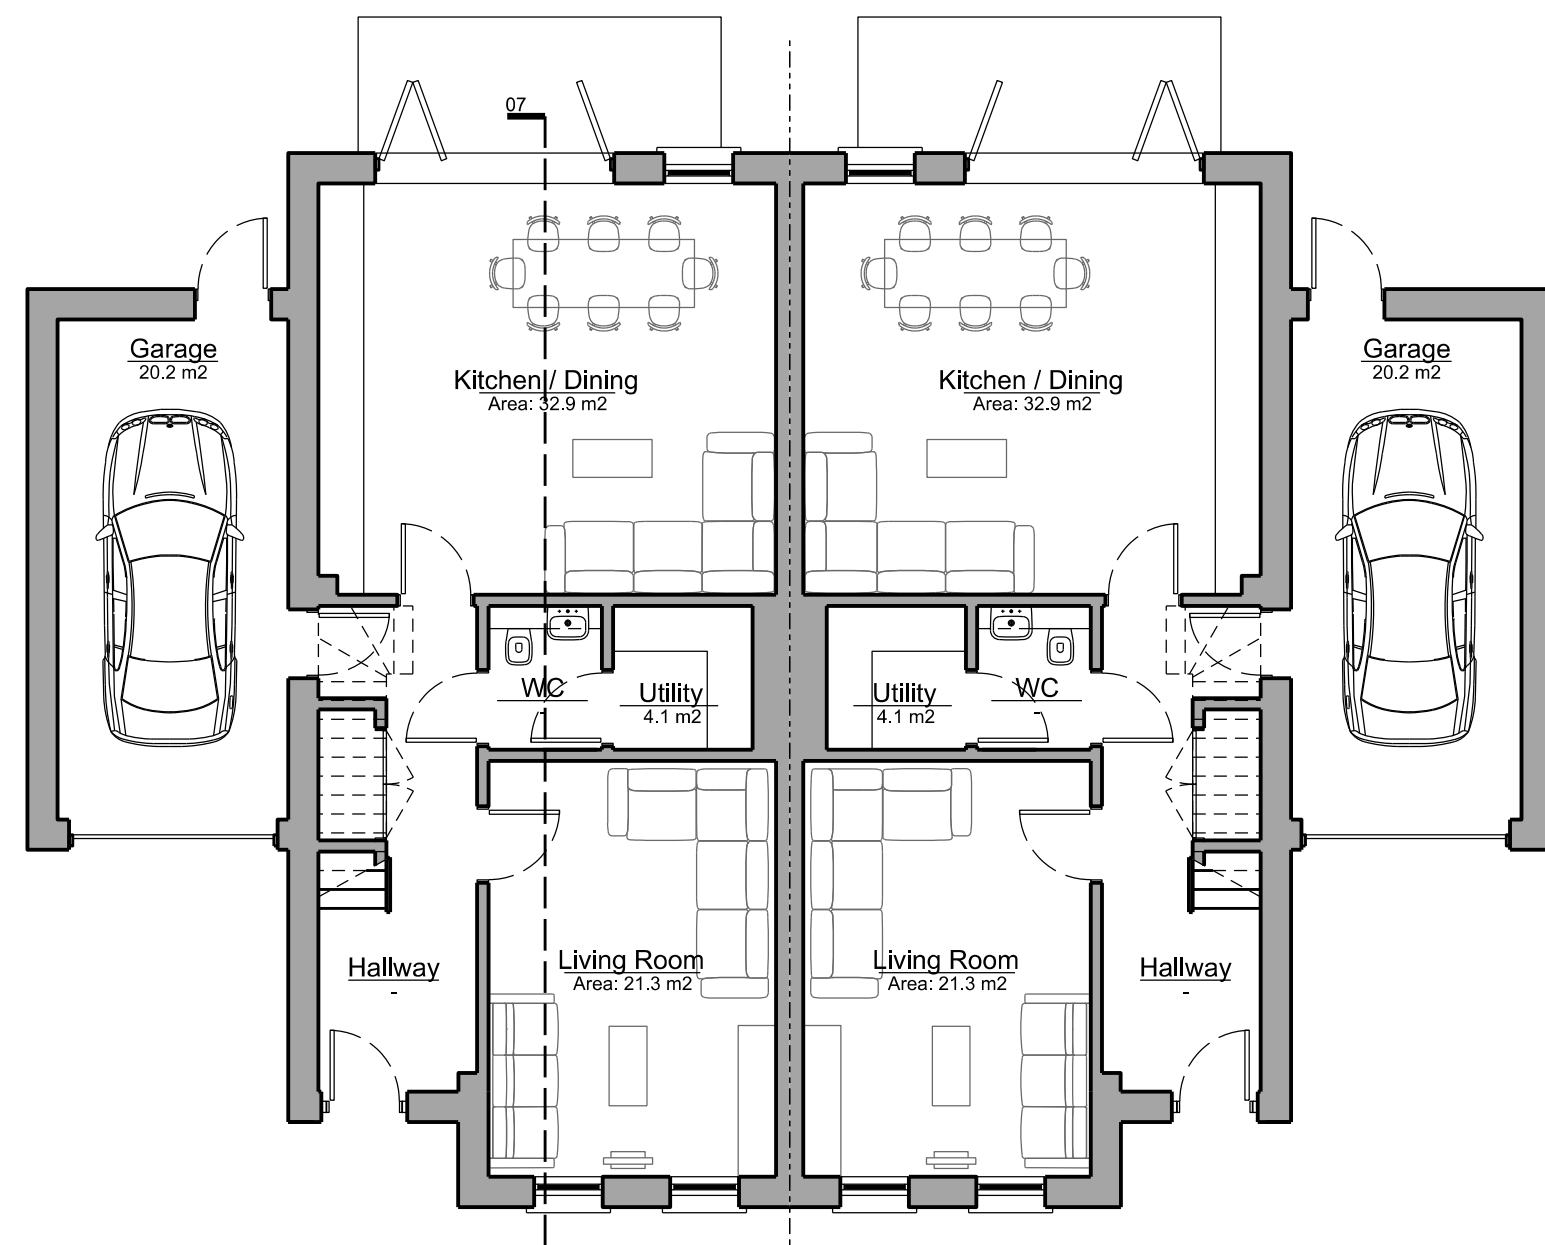 07
Garage
20.2 m2
Garage
20.2 m2
Kitchen / Dining
Area: 32.9 m2
Kitchen / Dining
Area: 32.9 m2
WC
-
Utility
4.1 m2
Utility
4.1 m2
WC
-
Living Room
Area: 21.3 m2
Living Room
Area: 21.3 m2
Hallway
-
Hallway
-